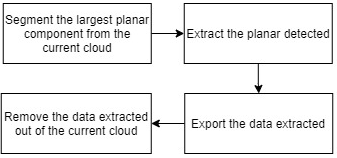 Segment the largest planar
component from the
current cloud
Extract the planar detected
Export the data extracted
Remove the data extracted
out of the current cloud